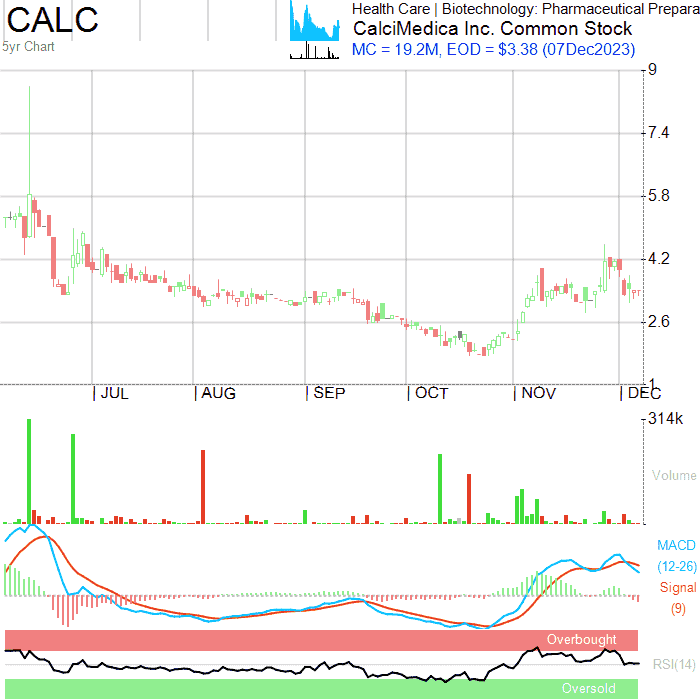 CALC
5yr Chart
Health Care | Biotechnology: Pharmaceutical Prepara
CalciMedica Inc. Common Stock
MC = 19.2M, EOD = $3.38 (07Dec2023)
9
7.4
5.8
4.2
2.6
1
| JUL | AUG | SEP | OCT | NOV | DEC
314k
Volume
MACD
(12-26)
Signal
(9)
Overbought
RSI(14)
Oversold